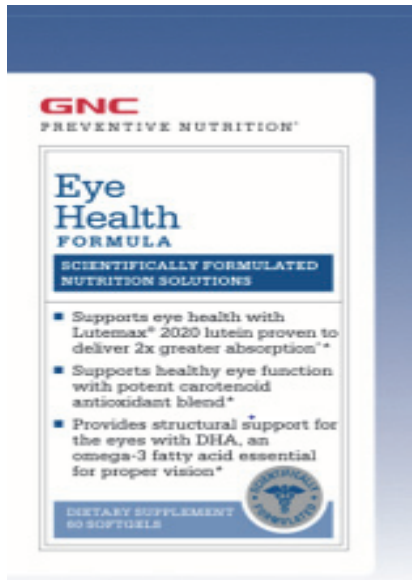 GNC
PREVENTIVE NUTRITION®
Eye
Health
FORMULA
SCIENTIFICALLY FORMULATED
NUTRITION SOLUTIONS
▪ Supports eye health with
Lutemax® 2020 lutein proven to
deliver 2x greater absorption^*
▪ Supports healthy eye function
with potent carotenoid
antioxidant blend*
▪ Provides structural support for
the eyes with DHA, an
omega-3 fatty acid essential
for proper vision*
DIETARY SUPPLEMENT
60 SOFTGELS
SCIENTIFICALLY
FORMULATED